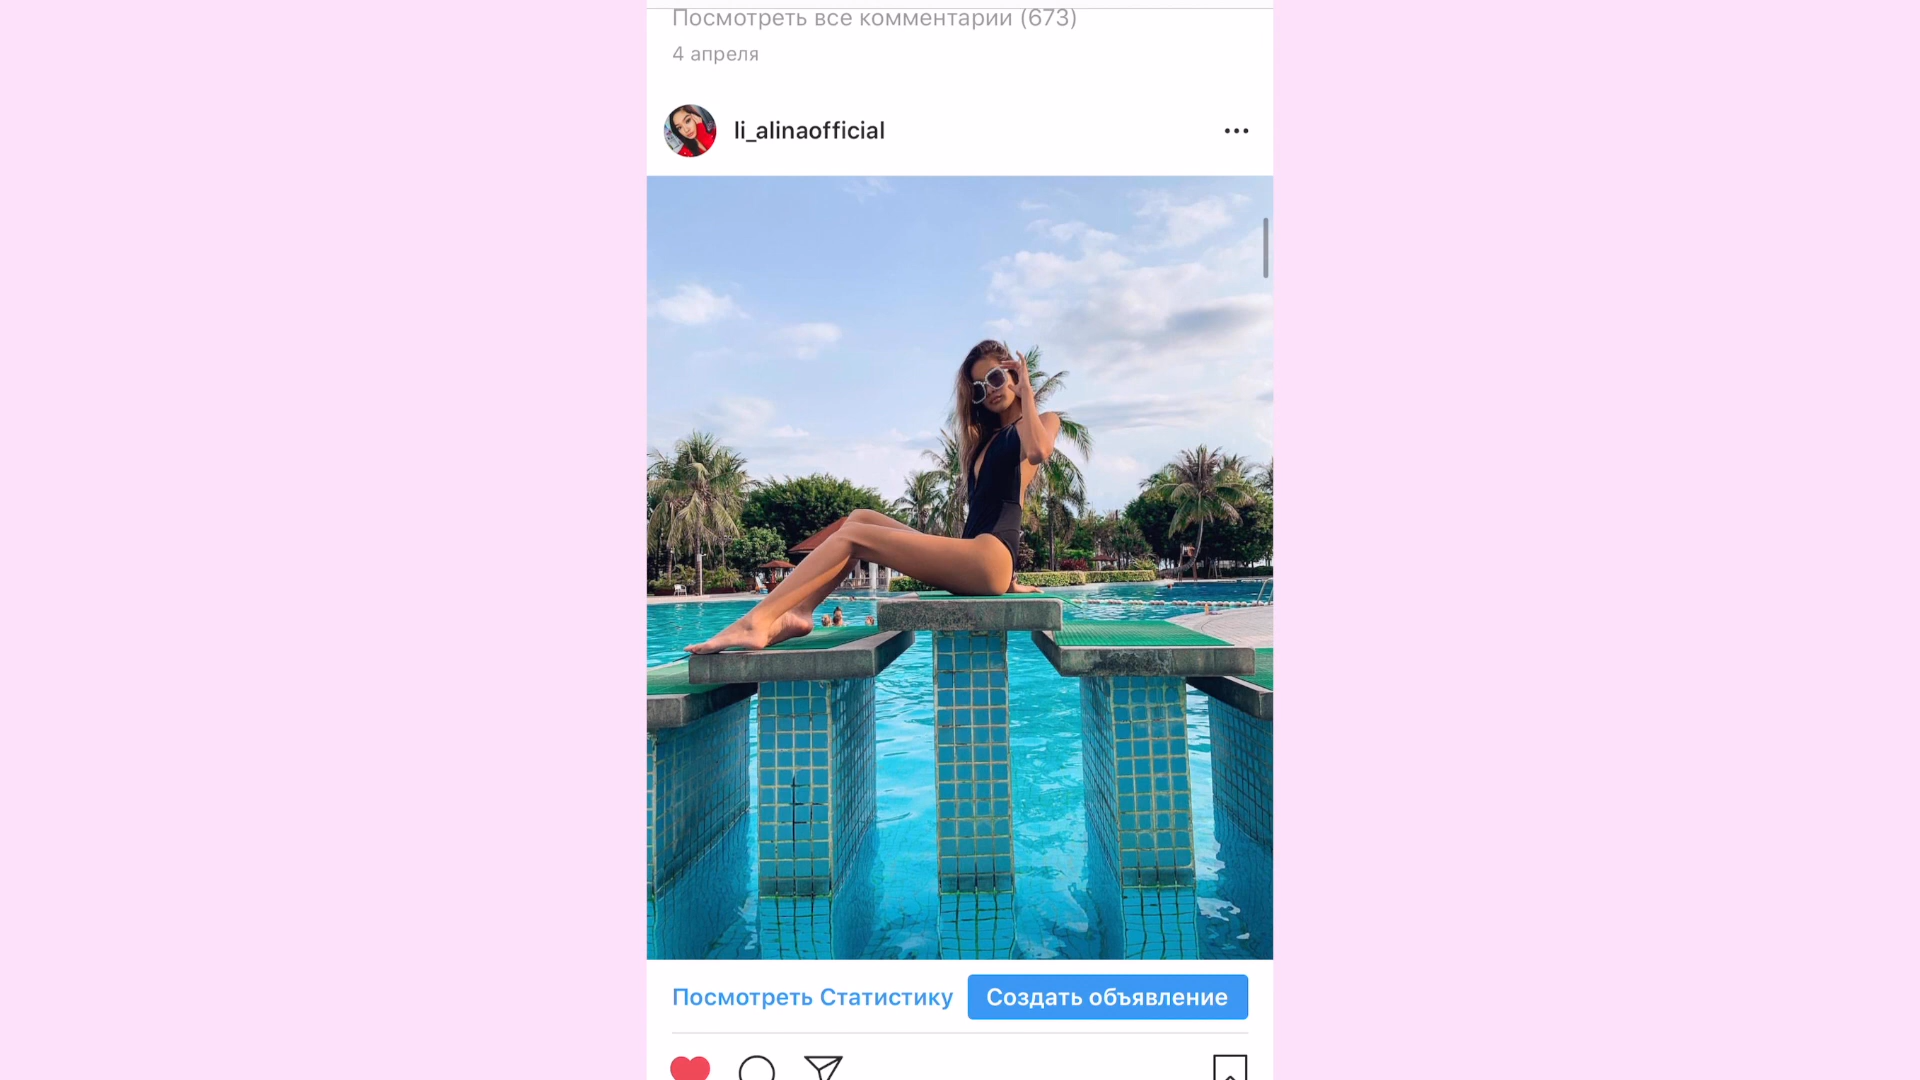 Посмотреть все комментарии (673)
4 апреля
li_alinaofficial
Посмотреть Статистику
Создать объявление